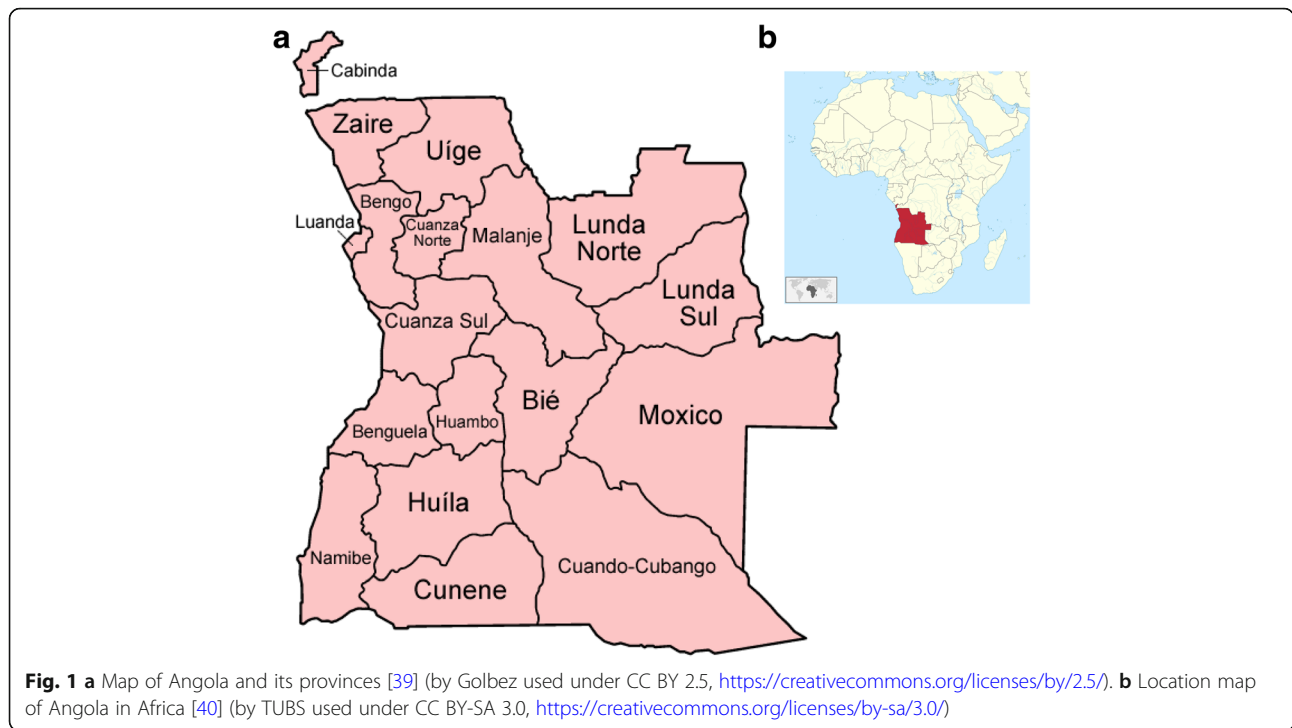 a
b
Cabinda
Zaire
Uíge
Bengo
Luanda
Cuanza
Norte
Malanje
Lunda
Norte
Lunda
Sul
Cuanza Sul
Bié
Moxico
Huambo
Benguela
Huíla
Namibe
Cunene
Cuando-Cubango
Fig. 1 a Map of Angola and its provinces [39] (by Golbez used under CC BY 2.5, https://creativecommons.org/licenses/by/2.5/). b Location map
of Angola in Africa [40] (by TUBS used under CC BY-SA 3.0, https://creativecommons.org/licenses/by-sa/3.0/)